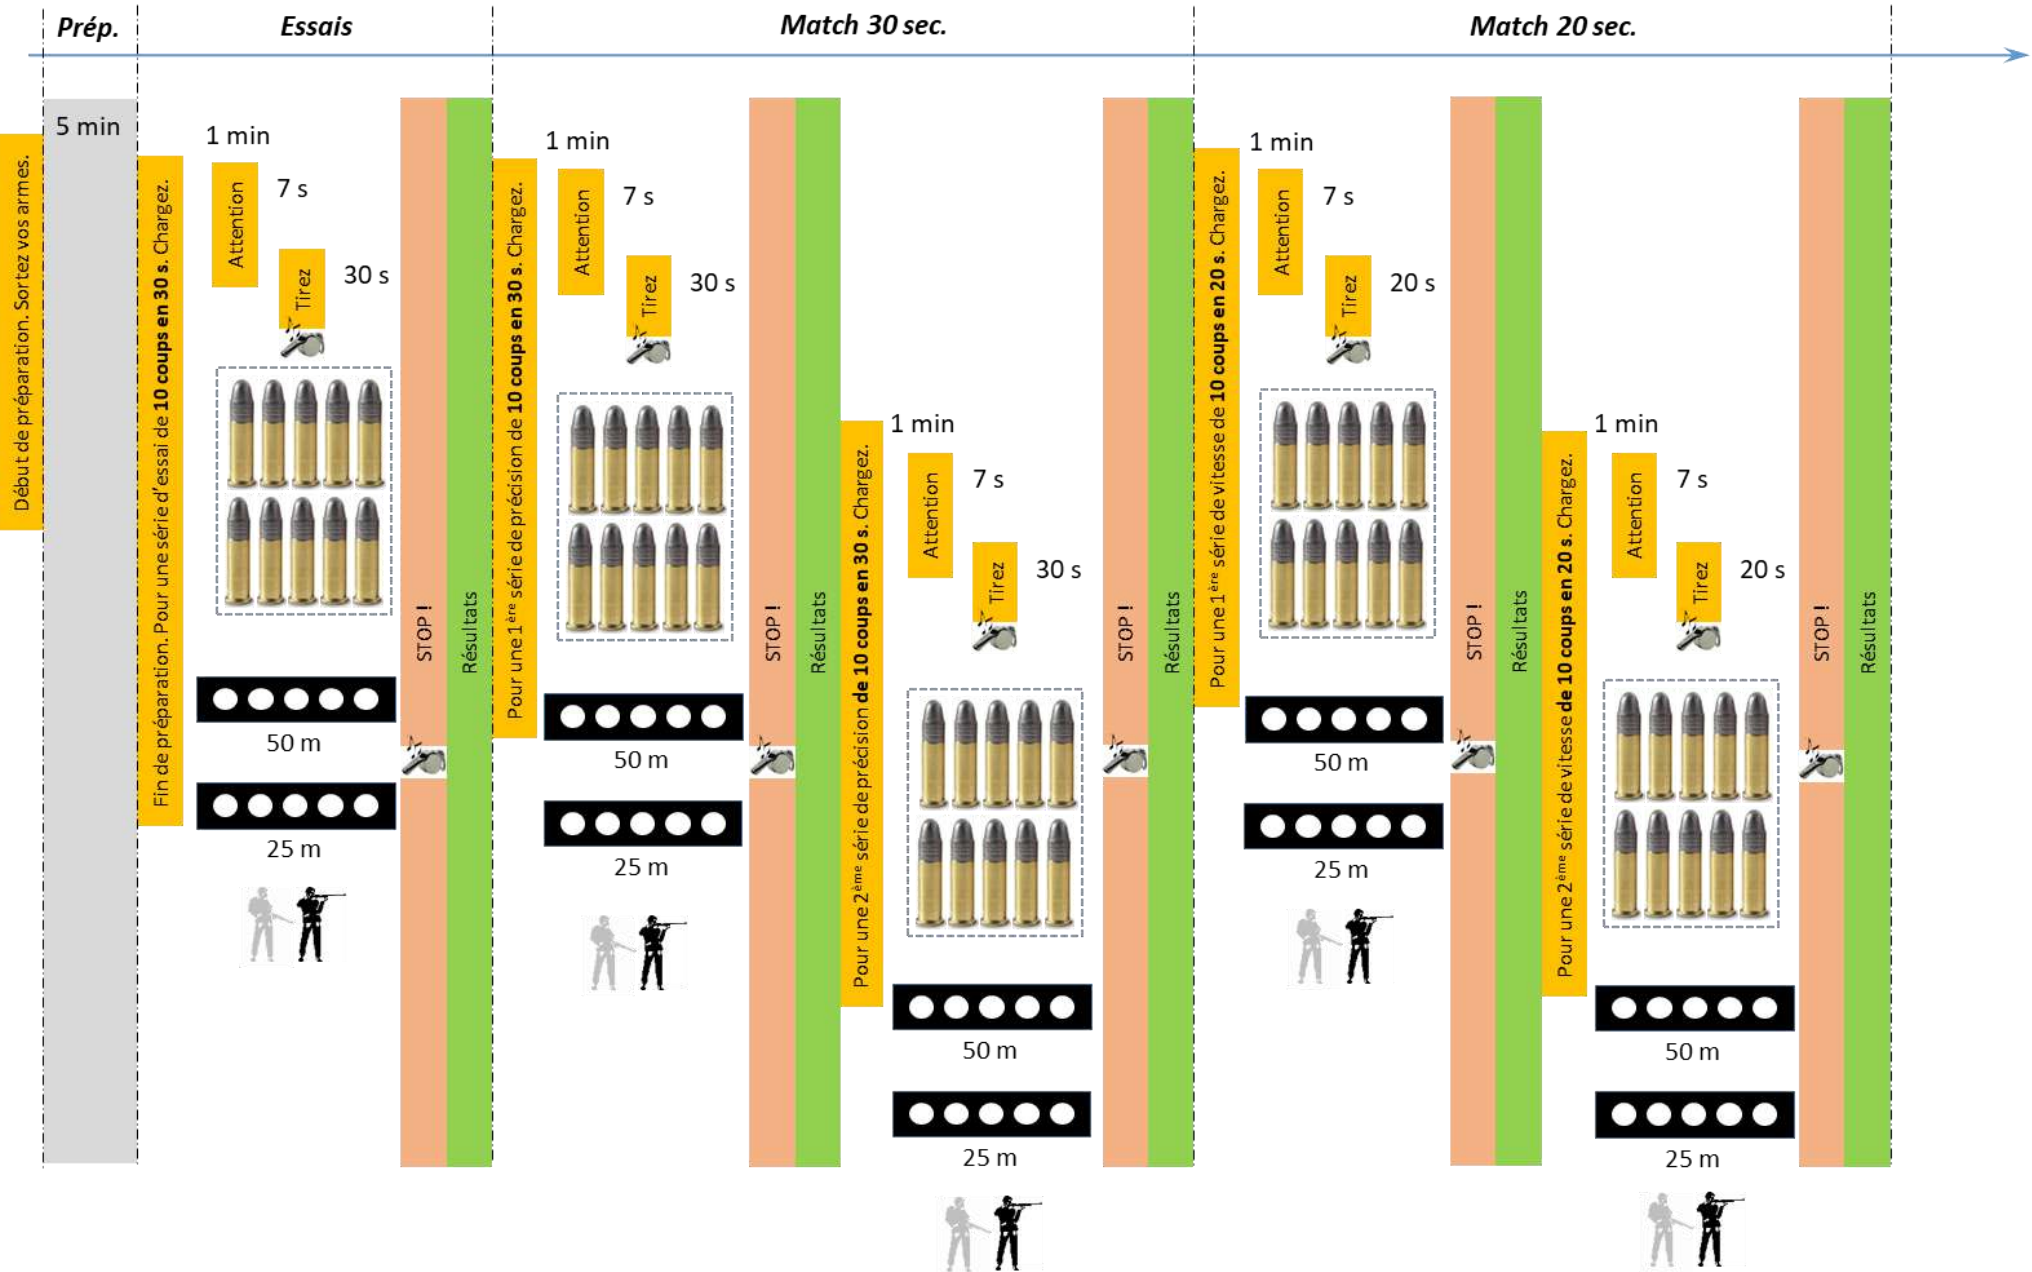 Prép.
Essais
Match 30 sec.
Match 20 sec.
Début de préparation. Sortez vos armes.
5 min
Fin de préparation. Pour une série d'essai de 10 coups en 30 s. Chargez.
1 min
Attention
7 s
Tirez
30 s
50 m
25 m
STOP !
Résultats
Pour une 1ère série de précision de 10 coups en 30 s. Chargez.
1 min
Attention
7 s
Tirez
30 s
50 m
25 m
STOP !
Résultats
Pour une 2ème série de précision de 10 coups en 30 s. Chargez.
1 min
Attention
7 s
Tirez
30 s
50 m
25 m
STOP !
Résultats
Pour une 1ère série de vitesse de 10 coups en 20 s. Chargez.
1 min
Attention
7 s
Tirez
20 s
50 m
25 m
STOP !
Résultats
Pour une 2ème série de vitesse de 10 coups en 20 s. Chargez.
1 min
Attention
7 s
Tirez
20 s
50 m
25 m
STOP !
Résultats